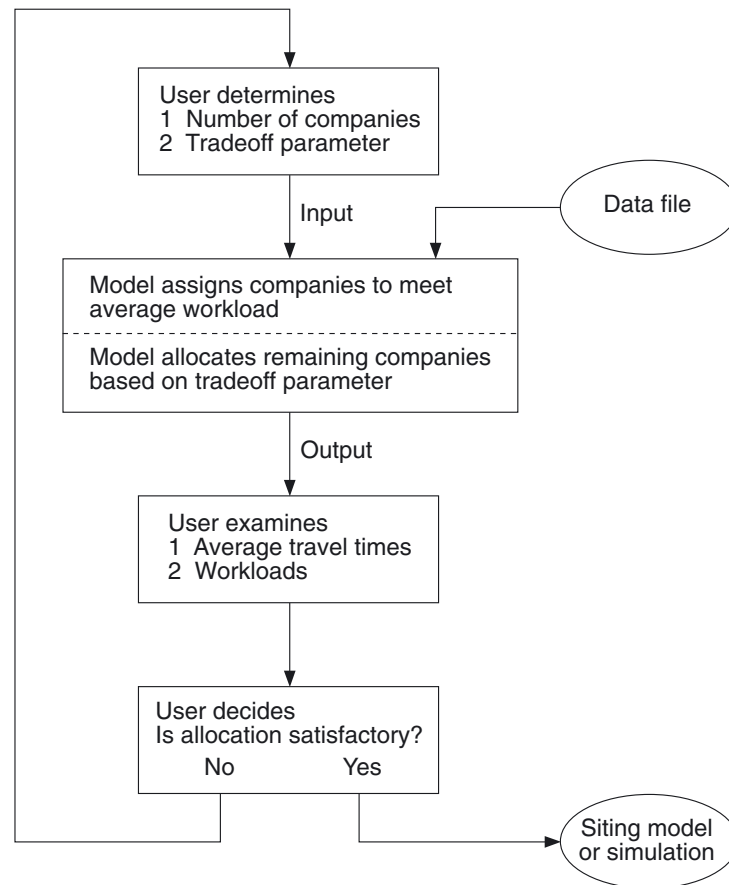 User determines
1 Number of companies
2 Tradeoff parameter
Input
Data file
Model assigns companies to meet
average workload
Model allocates remaining companies
based on tradeoff parameter
Output
User examines
1 Average travel times
2 Workloads
User decides
Is allocation satisfactory?
No Yes
Siting model
or simulation